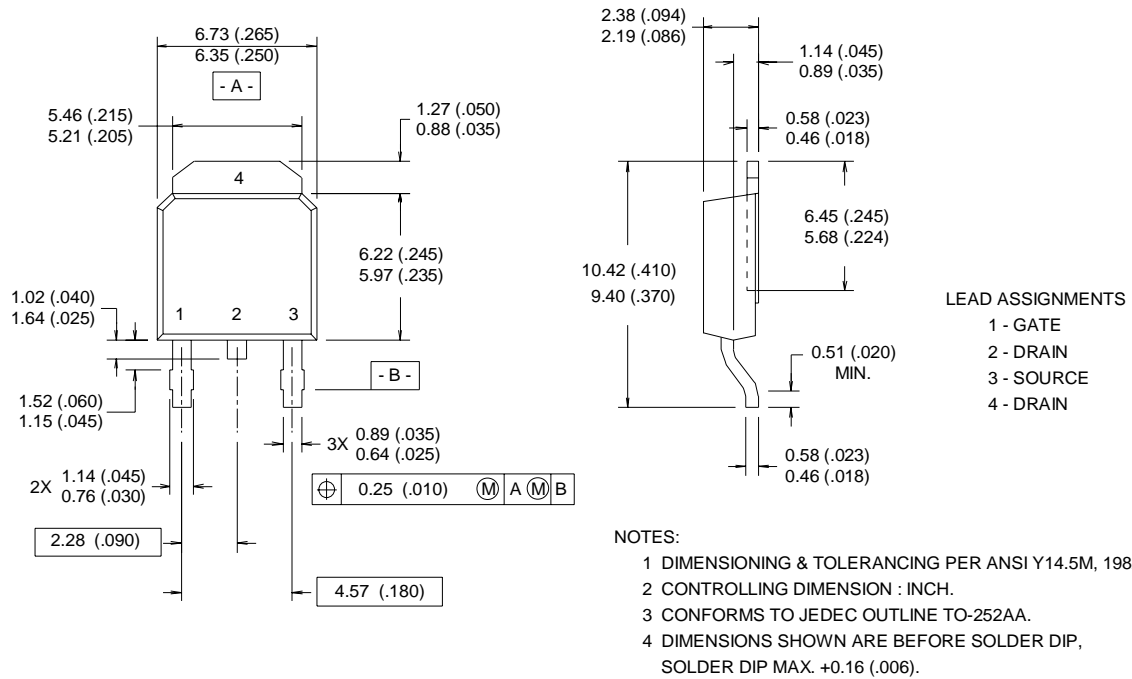 6.73 (.265)
6.35 (.250)
- A -
5.46 (.215)
5.21 (.205)
1.27 (.050)
0.88 (.035)
4
6.22 (.245)
5.97 (.235)
1.02 (.040)
1.64 (.025)
1 2 3
- B -
1.52 (.060)
1.15 (.045)
3X 0.89 (.035)
0.64 (.025)
2X 1.14 (.045)
0.76 (.030)
⌖ 0.25 (.010) Ⓜ A Ⓜ B
2.28 (.090)
4.57 (.180)
2.38 (.094)
2.19 (.086)
1.14 (.045)
0.89 (.035)
0.58 (.023)
0.46 (.018)
6.45 (.245)
5.68 (.224)
10.42 (.410)
9.40 (.370)
0.51 (.020)
MIN.
0.58 (.023)
0.46 (.018)
LEAD ASSIGNMENTS
1 - GATE
2 - DRAIN
3 - SOURCE
4 - DRAIN
NOTES:
1 DIMENSIONING & TOLERANCING PER ANSI Y14.5M, 198
2 CONTROLLING DIMENSION : INCH.
3 CONFORMS TO JEDEC OUTLINE TO-252AA.
4 DIMENSIONS SHOWN ARE BEFORE SOLDER DIP,
SOLDER DIP MAX. +0.16 (.006).